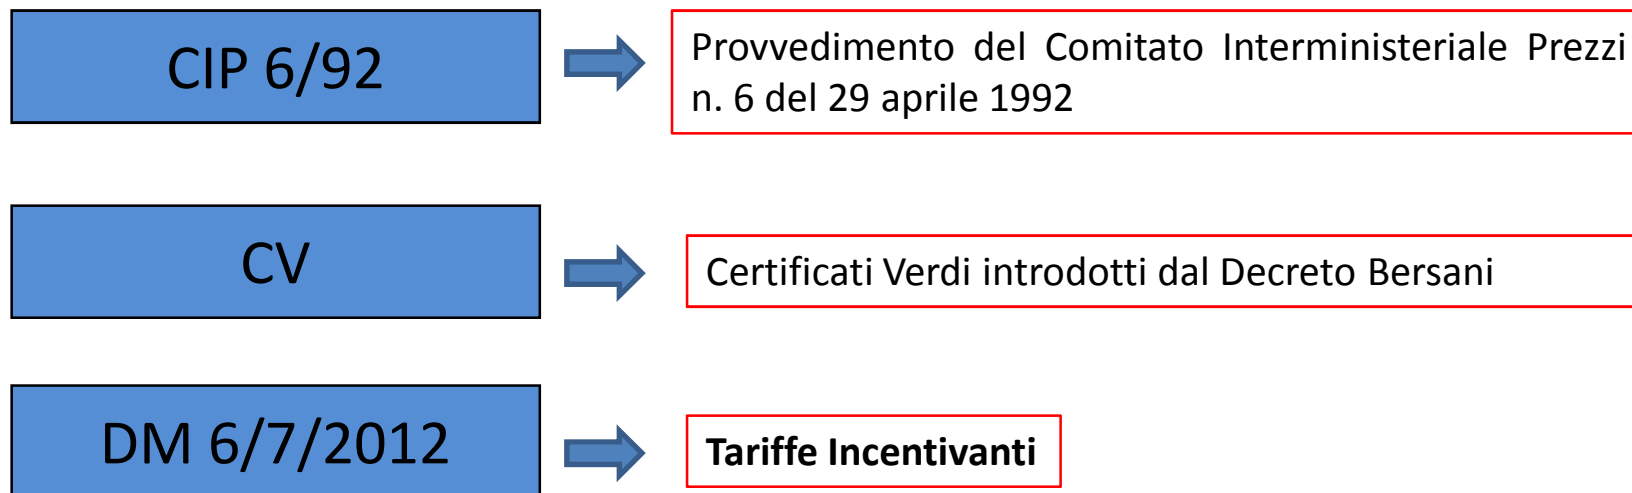 CIP 6/92
Provvedimento del Comitato Interministeriale Prezzi
n. 6 del 29 aprile 1992
CV
Certificati Verdi introdotti dal Decreto Bersani
DM 6/7/2012
Tariffe Incentivanti